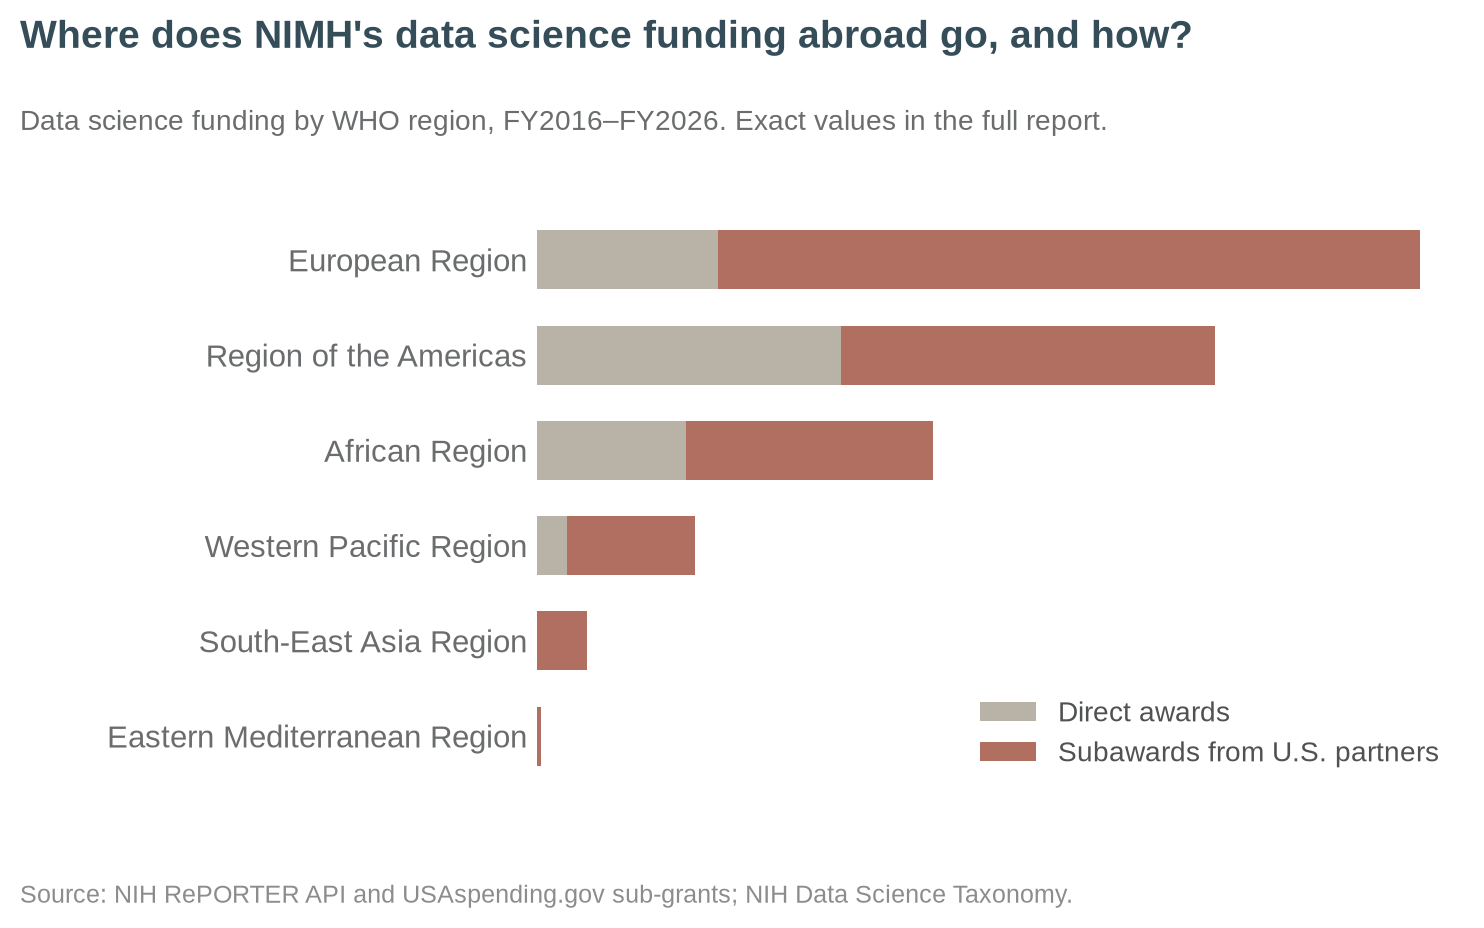 Where does NIMH's data science funding abroad go, and how?
Data science funding by WHO region, FY2016–FY2026. Exact values in the full report.
European Region
Region of the Americas
African Region
Western Pacific Region
South-East Asia Region
Eastern Mediterranean Region
Direct awards
Subawards from U.S. partners
Source: NIH RePORTER API and USAspending.gov sub-grants; NIH Data Science Taxonomy.